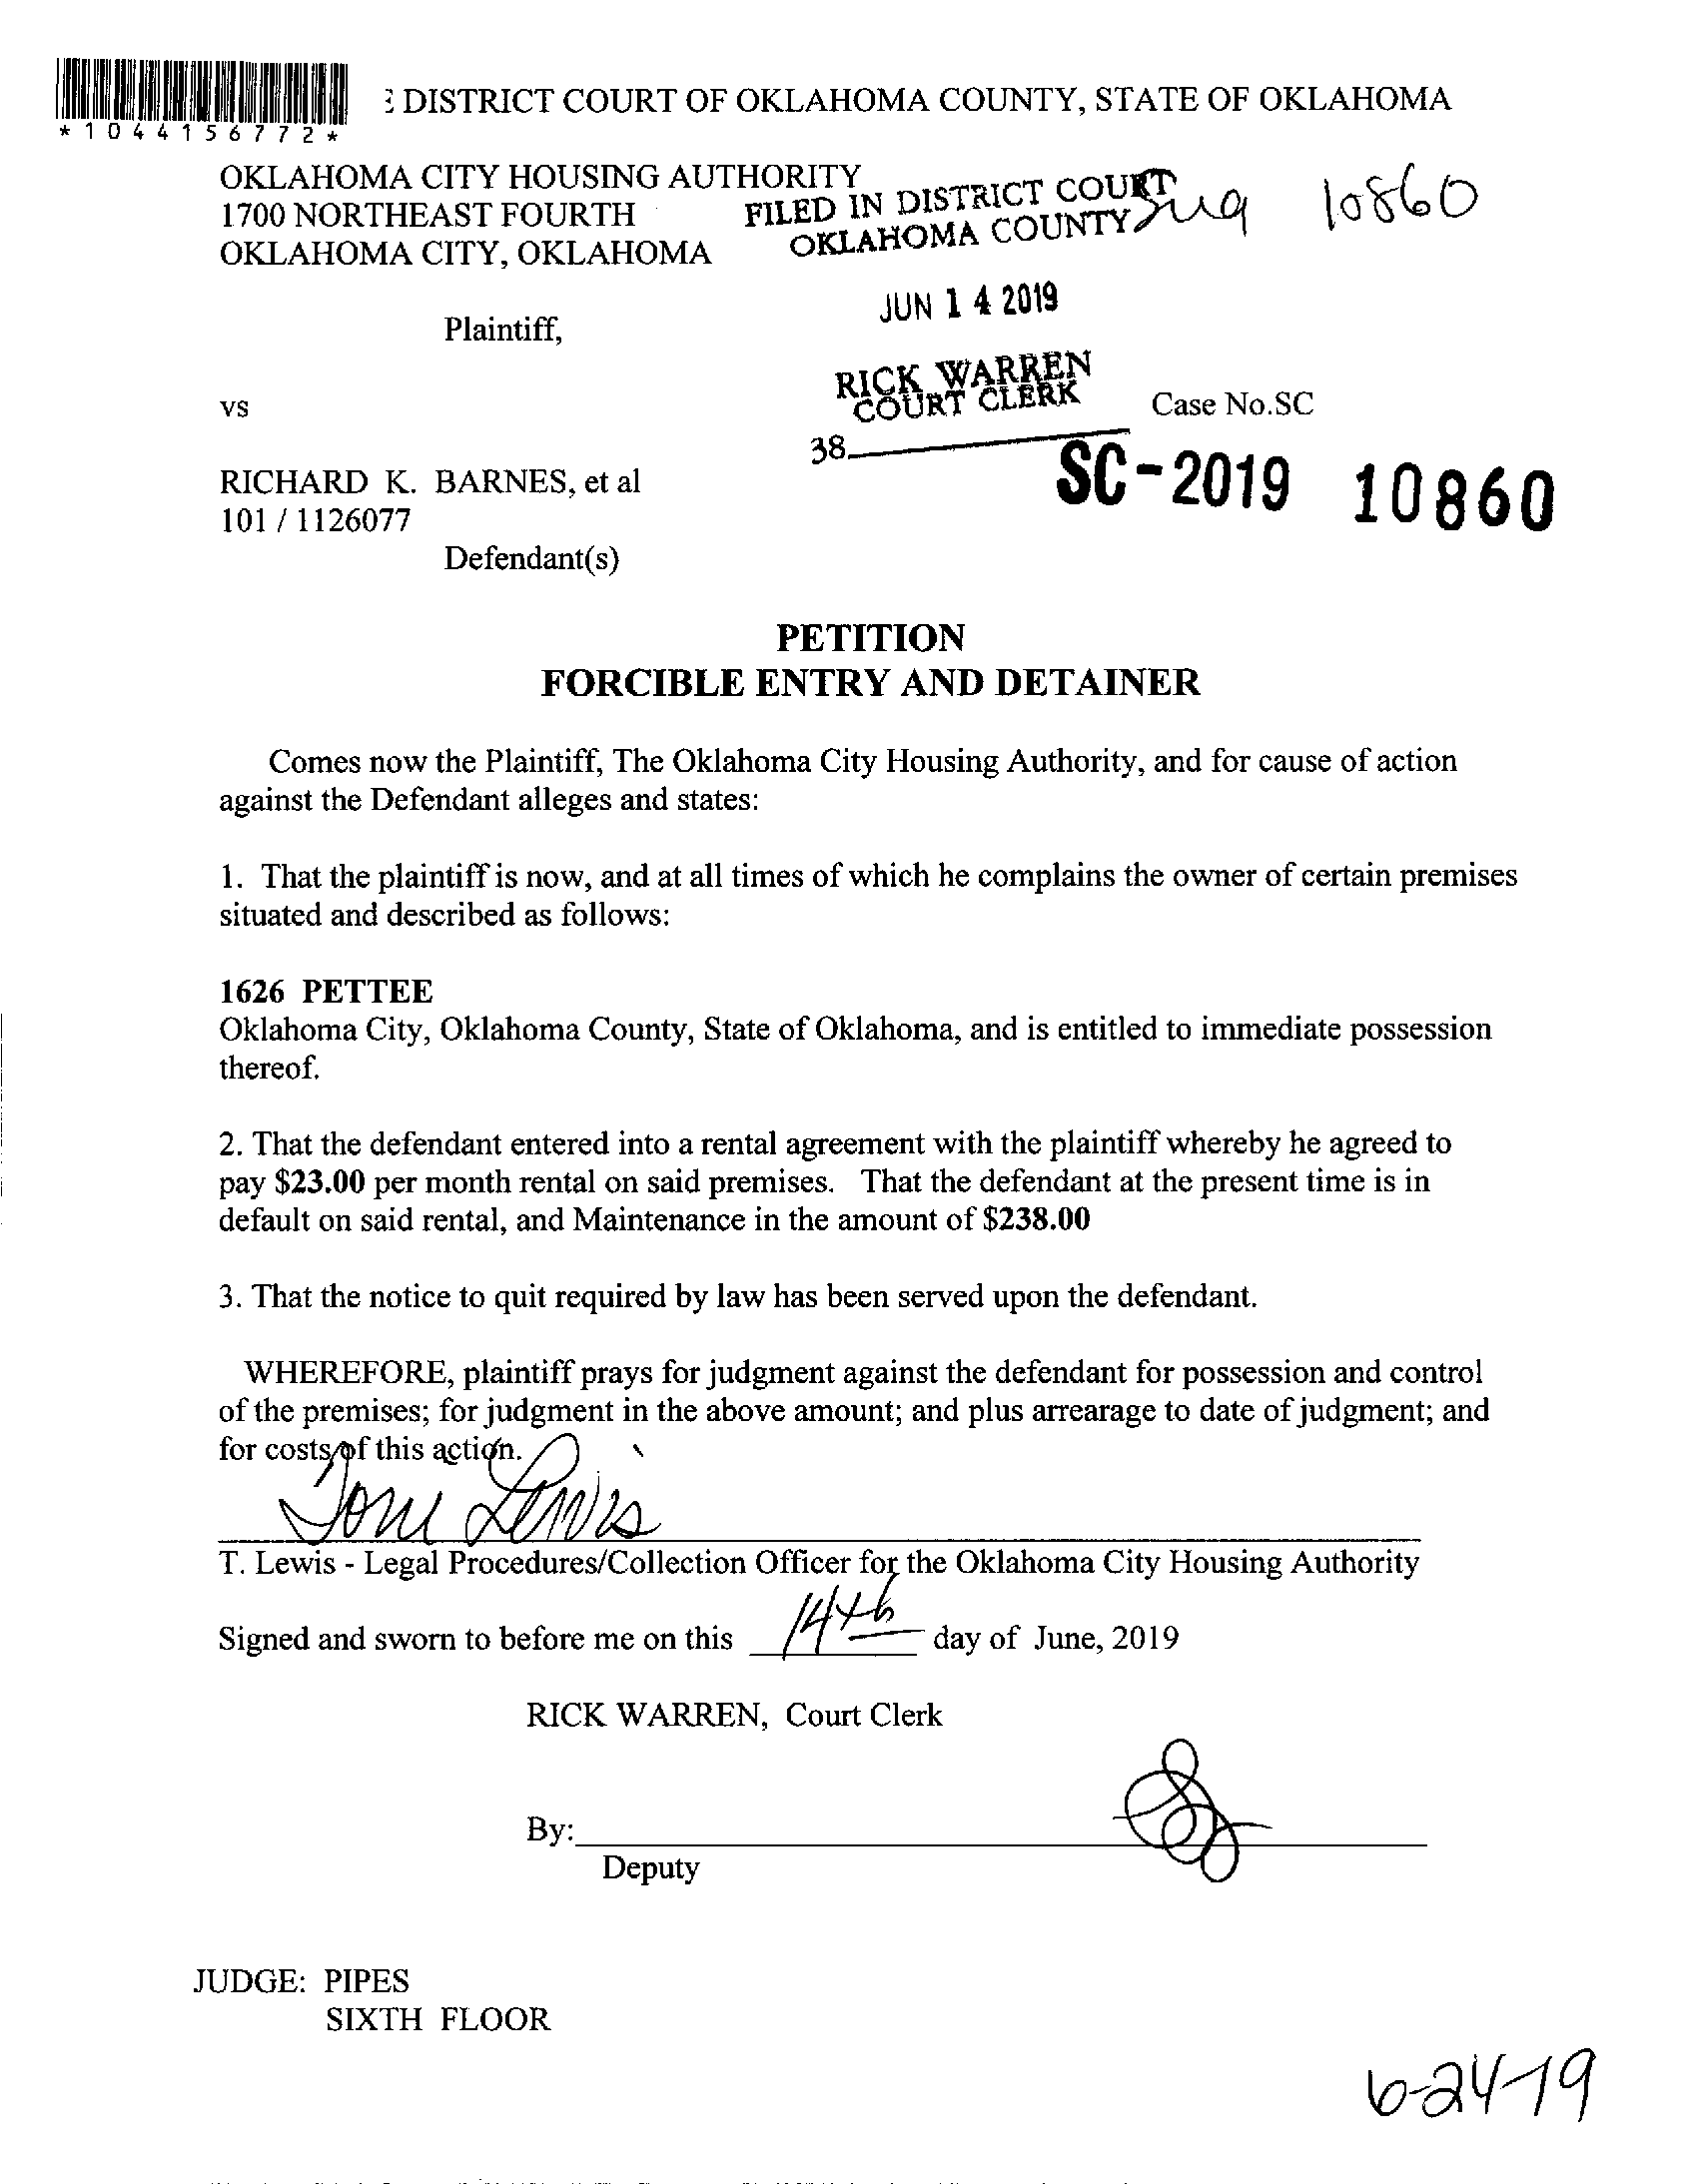 *1044156772*
DISTRICT COURT OF OKLAHOMA COUNTY, STATE OF OKLAHOMA
OKLAHOMA CITY HOUSING AUTHORITY
1700 NORTHEAST FOURTH
OKLAHOMA CITY, OKLAHOMA
FILED IN DISTRICT COURT
OKLAHOMA COUNTY
10860
JUN 14 2019
Plaintiff,
RICK WARREN
COURT CLERK
vs
Case No.SC
38
SC-2019 10860
RICHARD K. BARNES, et al
101 / 1126077
Defendant(s)
PETITION
FORCIBLE ENTRY AND DETAINER
Comes now the Plaintiff, The Oklahoma City Housing Authority, and for cause of action
against the Defendant alleges and states:
1. That the plaintiff is now, and at all times of which he complains the owner of certain premises
situated and described as follows:
1626 PETTEE
Oklahoma City, Oklahoma County, State of Oklahoma, and is entitled to immediate possession
thereof.
2. That the defendant entered into a rental agreement with the plaintiff whereby he agreed to
pay $23.00 per month rental on said premises. That the defendant at the present time is in
default on said rental, and Maintenance in the amount of $238.00
3. That the notice to quit required by law has been served upon the defendant.
WHEREFORE, plaintiff prays for judgment against the defendant for possession and control
of the premises; for judgment in the above amount; and plus arrearage to date of judgment; and
for costs of this action.
Toni Lewis
T. Lewis - Legal Procedures/Collection Officer for the Oklahoma City Housing Authority
Signed and sworn to before me on this 14th day of June, 2019
RICK WARREN, Court Clerk
By:
Deputy
JUDGE: PIPES
SIXTH FLOOR
6-24-19